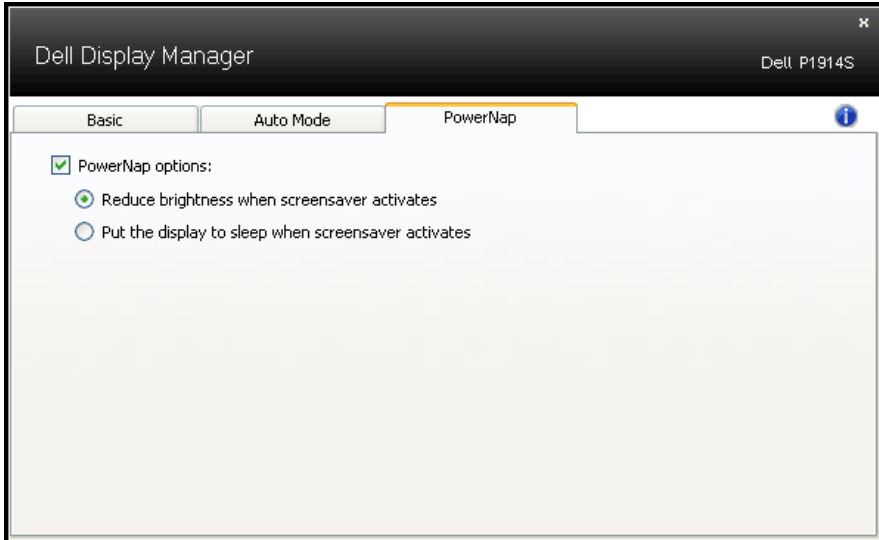 Dell Display Manager
Dell P1914S
Basic
Auto Mode
PowerNap
PowerNap options:
Reduce brightness when screensaver activates
Put the display to sleep when screensaver activates